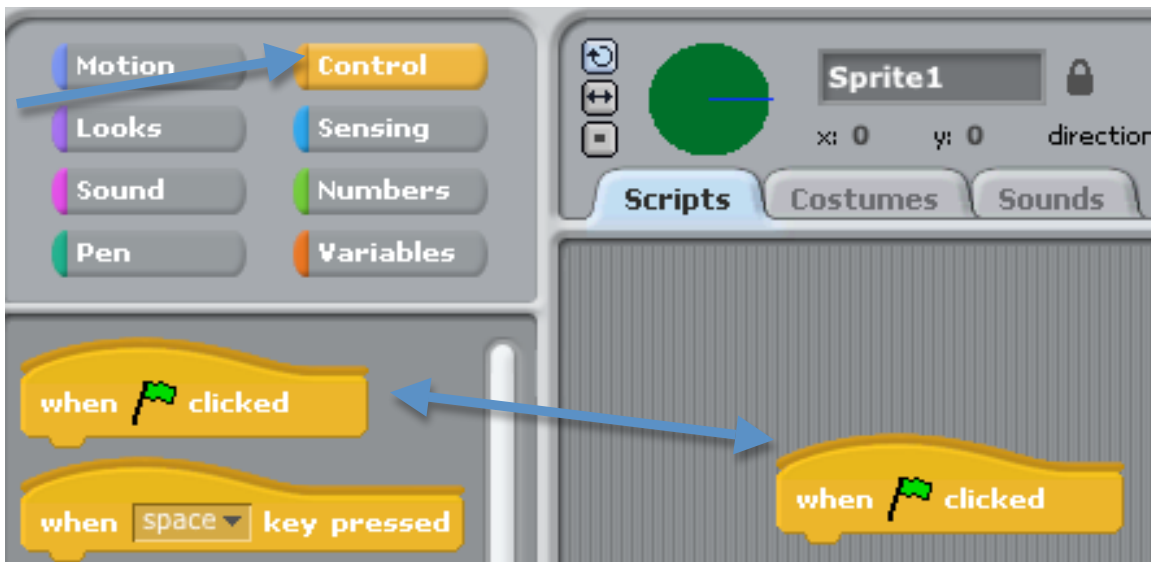 Motion
Control
Looks
Sensing
Sound
Numbers
Pen
Variables
Sprite1
x: 0 y: 0 direction
Scripts Costumes Sounds
when clicked
when space key pressed
when clicked